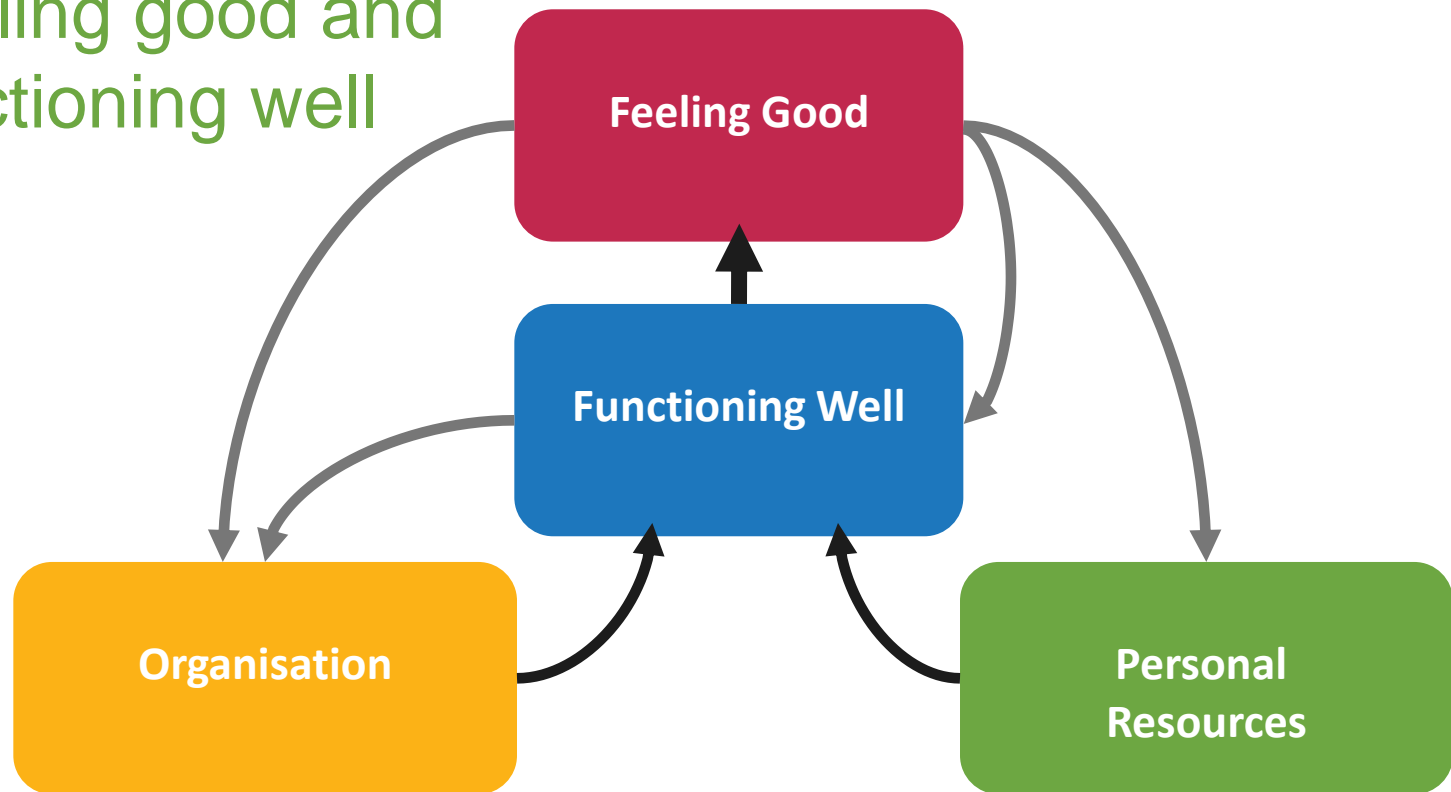 ling good and
ctioning well
Feeling Good
Functioning Well
Organisation
Personal
Resources